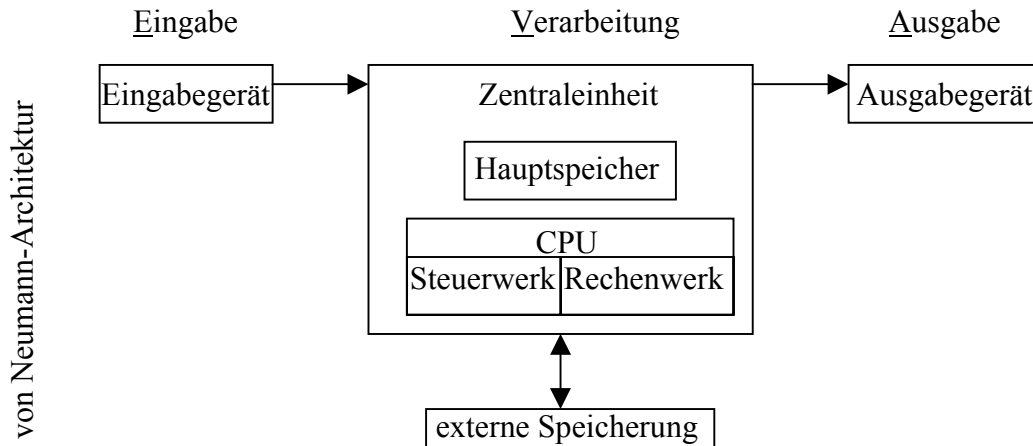 Eingabe Verarbeitung Ausgabe
Eingabegerät Zentraleinheit Ausgabegerät
Hauptspeicher
CPU
Steuerwerk Rechenwerk
externe Speicherung
von Neumann-Architektur